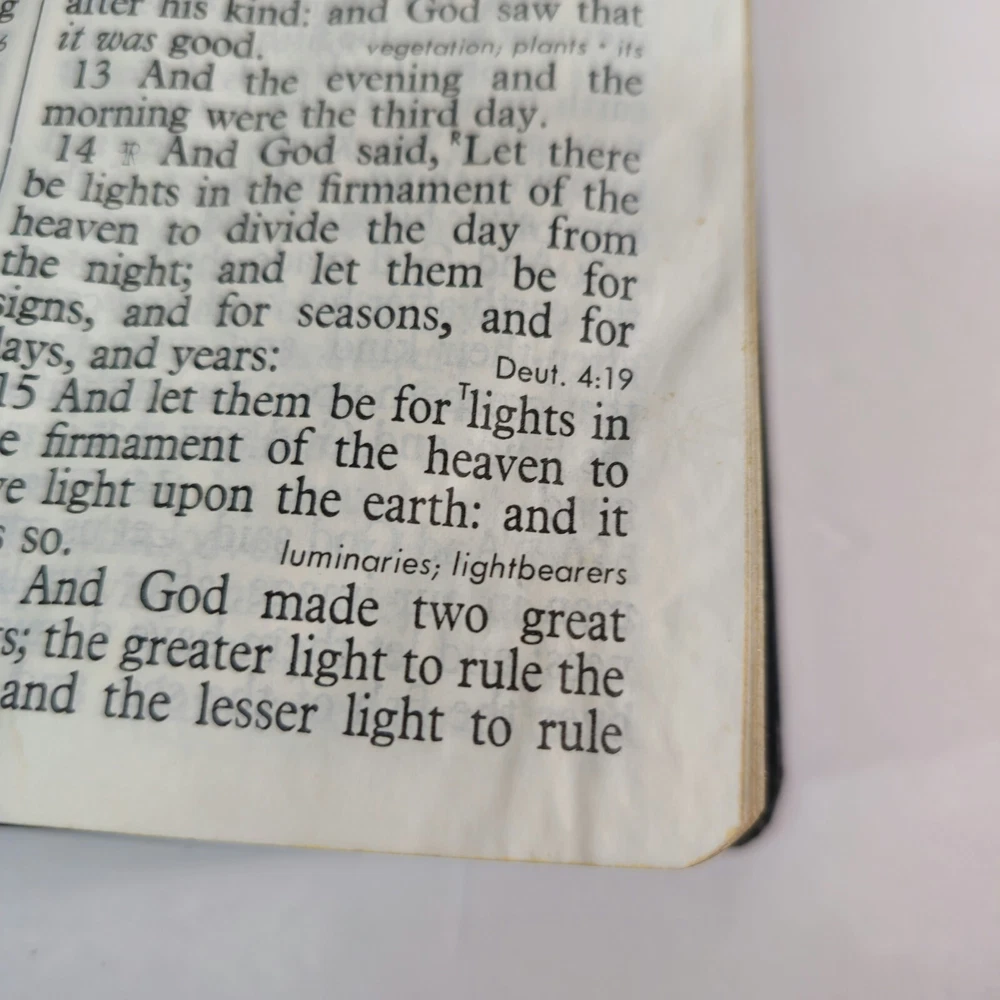 after his kind: and God saw that
it was good. vegetation; plants • its
13 And the evening and the
morning were the third day.
14 ¶ And God said, ᴿLet there
be lights in the firmament of the
heaven to divide the day from
the night; and let them be for
signs, and for seasons, and for
ays, and years: Deut. 4:19
15 And let them be for ᵀlights in
e firmament of the heaven to
ve light upon the earth: and it
s so. luminaries; lightbearers
And God made two great
s; the greater light to rule the
and the lesser light to rule